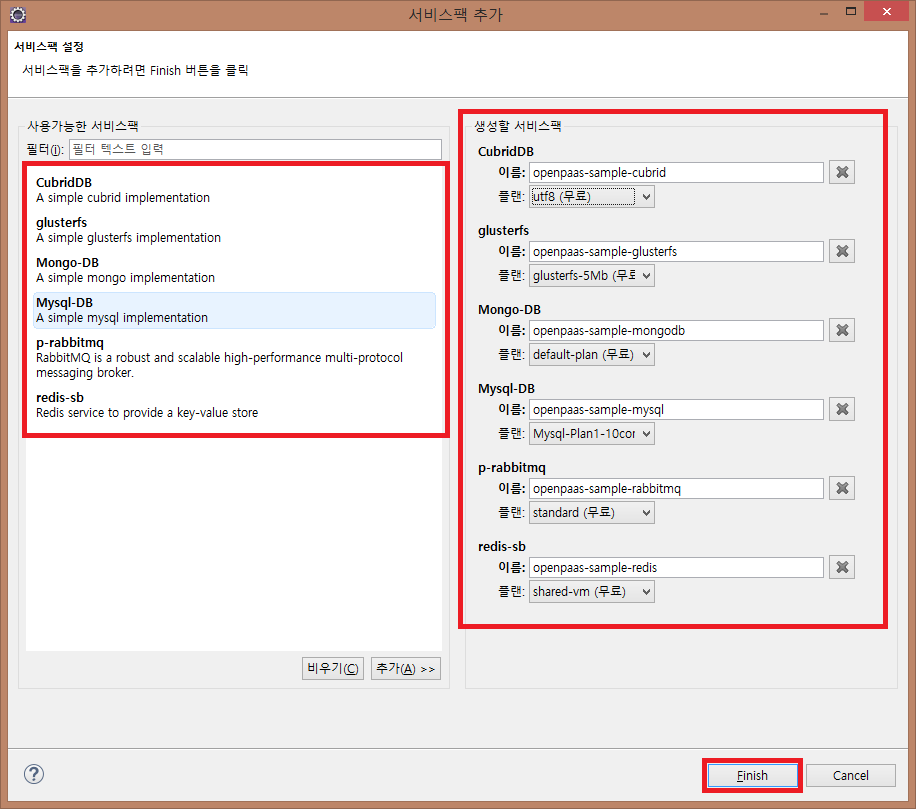 서비스팩 추가
서비스팩 설정
서비스팩을 추가하려면 Finish 버튼을 클릭
사용가능한 서비스팩
필터(I): 필터 텍스트 입력
CubridDB
A simple cubrid implementation
glusterfs
A simple glusterfs implementation
Mongo-DB
A simple mongo implementation
Mysql-DB
A simple mysql implementation
p-rabbitmq
RabbitMQ is a robust and scalable high-performance multi-protocol
messaging broker.
redis-sb
Redis service to provide a key-value store
비우기(C) 추가(A) >>
생성할 서비스팩
CubridDB
이름: openpaas-sample-cubrid
플랜: utf8 (무료)
glusterfs
이름: openpaas-sample-glusterfs
플랜: glusterfs-5Mb (무료
Mongo-DB
이름: openpaas-sample-mongodb
플랜: default-plan (무료)
Mysql-DB
이름: openpaas-sample-mysql
플랜: Mysql-Plan1-10cor
p-rabbitmq
이름: openpaas-sample-rabbitmq
플랜: standard (무료)
redis-sb
이름: openpaas-sample-redis
플랜: shared-vm (무료)
? Finish Cancel